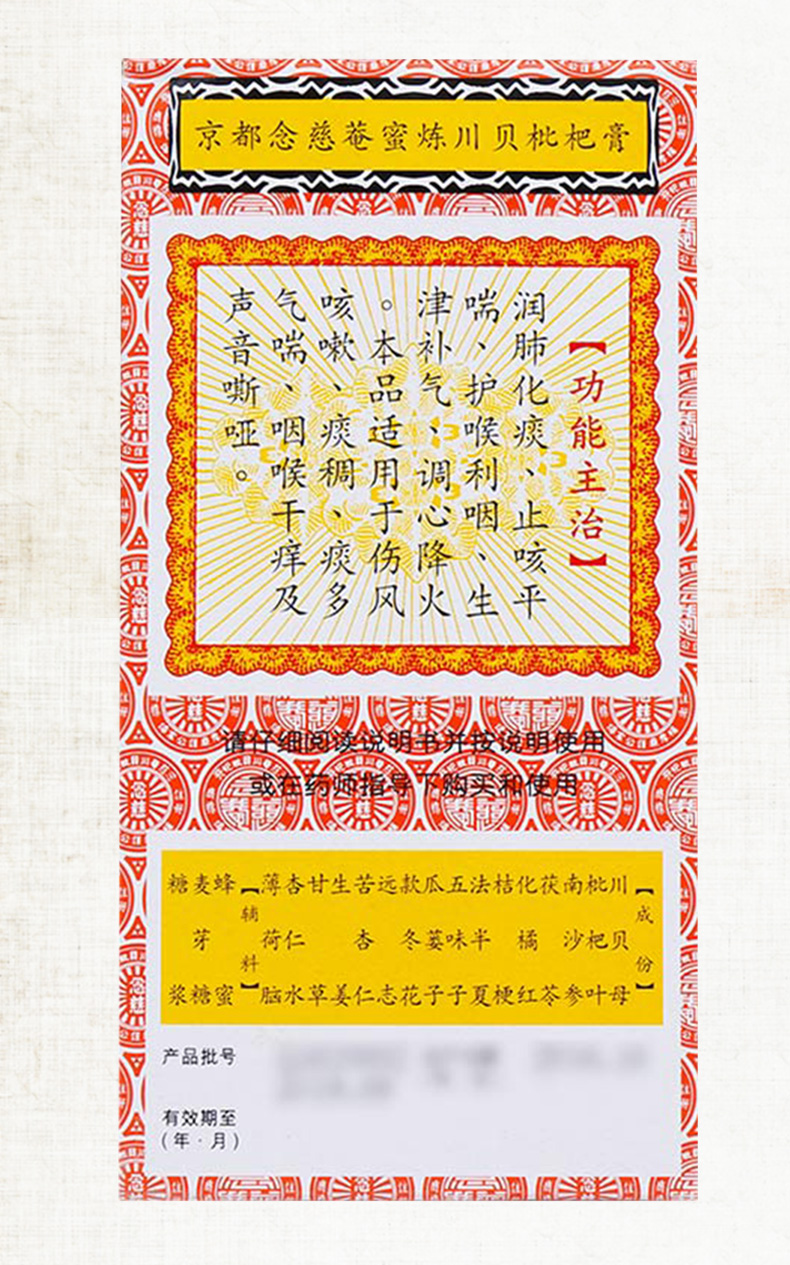 京都念慈菴蜜炼川贝枇杷膏
【功能主治】
润肺化痰、止咳平
喘、护喉利咽、生
津补气、调心降火
。本品适用于伤风
咳嗽、痰稠、痰多
气喘、咽喉干痒及
声音嘶哑。
请仔细阅读说明书并按说明使用
或在药师指导下购买和使用
【成份】
川贝母
枇杷叶
南沙参
茯苓
化橘红
桔梗
法半夏
五味子
瓜蒌子
款冬花
远志
苦杏仁
生姜
甘草
杏仁水
薄荷脑
【辅料】
蜂蜜
麦芽糖
糖浆
产品批号
有效期至
(年·月)